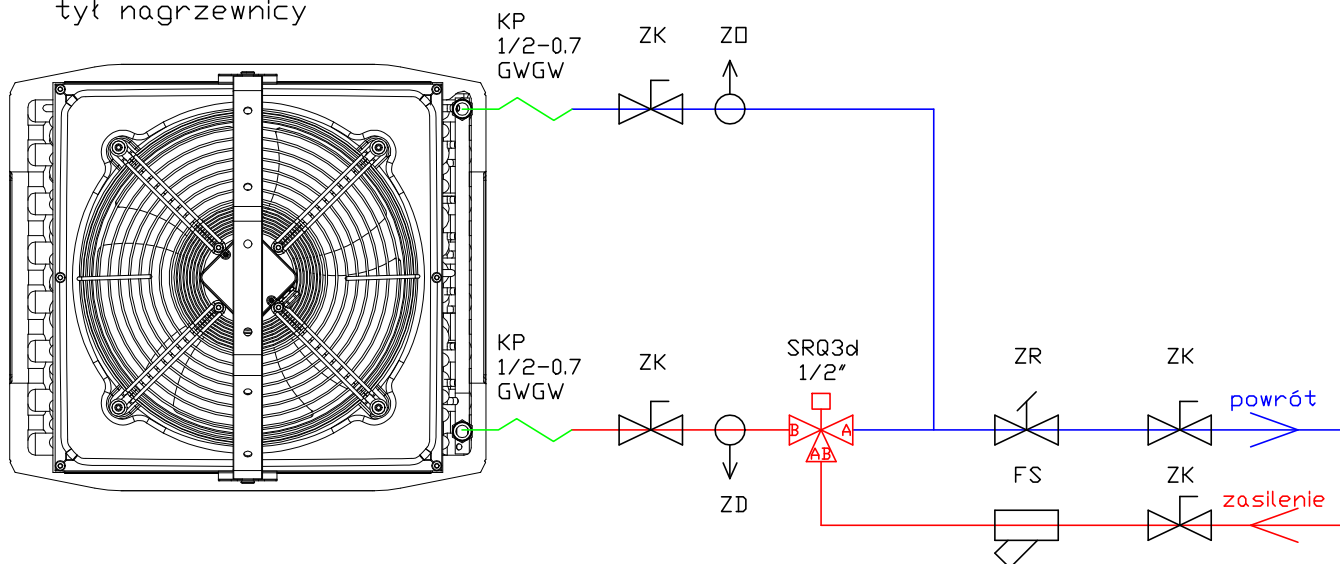 tył nagrzewnicy
KP
1/2-0.7
GWGW
ZK
ZO
KP
1/2-0.7
GWGW
ZK
SRQ3d
1/2"
ZR
ZK
powrót
B
A
AB
ZD
FS
ZK
zasilenie